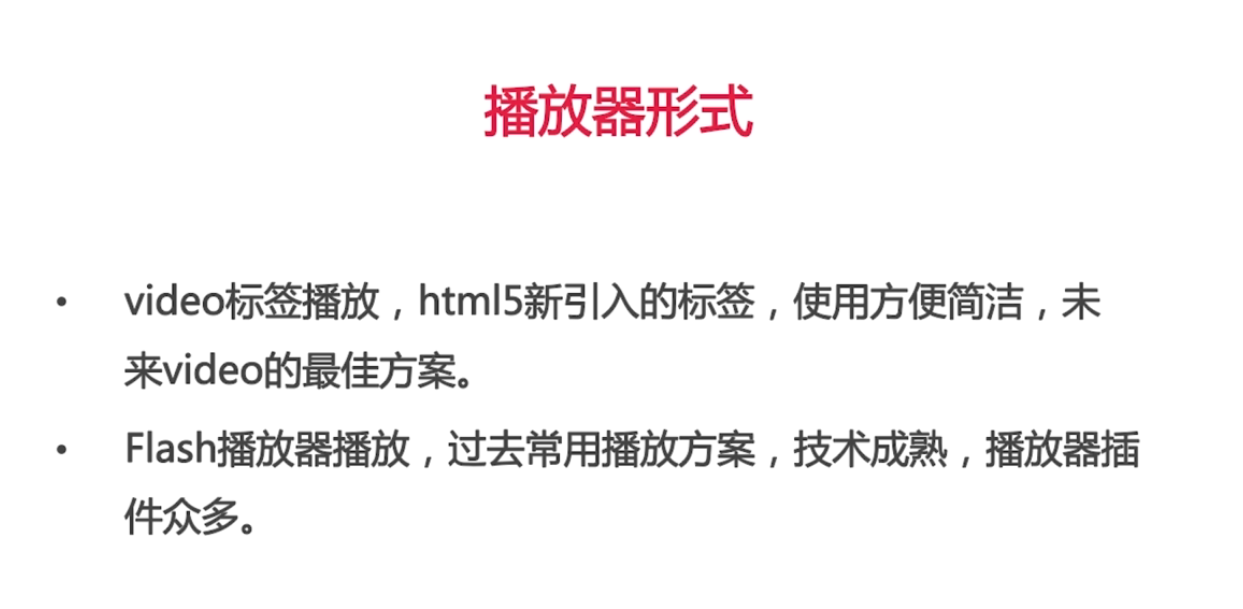 播放器形式
• video标签播放，html5新引入的标签，使用方便简洁，未
来video的最佳方案。
• Flash播放器播放，过去常用播放方案，技术成熟，播放器插
件众多。